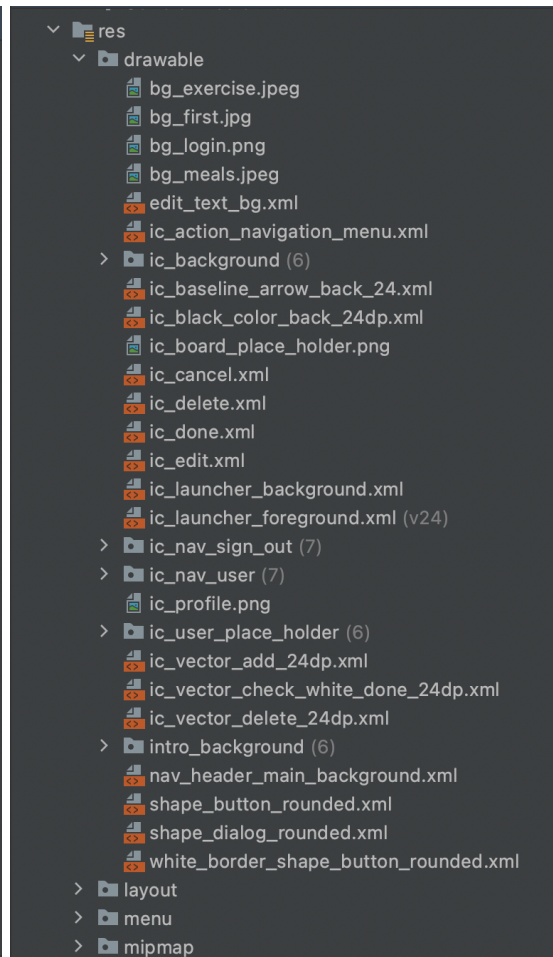 res
drawable
bg_exercise.jpeg
bg_first.jpg
bg_login.png
bg_meals.jpeg
edit_text_bg.xml
ic_action_navigation_menu.xml
ic_background (6)
ic_baseline_arrow_back_24.xml
ic_black_color_back_24dp.xml
ic_board_place_holder.png
ic_cancel.xml
ic_delete.xml
ic_done.xml
ic_edit.xml
ic_launcher_background.xml
ic_launcher_foreground.xml (v24)
ic_nav_sign_out (7)
ic_nav_user (7)
ic_profile.png
ic_user_place_holder (6)
ic_vector_add_24dp.xml
ic_vector_check_white_done_24dp.xml
ic_vector_delete_24dp.xml
intro_background (6)
nav_header_main_background.xml
shape_button_rounded.xml
shape_dialog_rounded.xml
white_border_shape_button_rounded.xml
layout
menu
mipmap